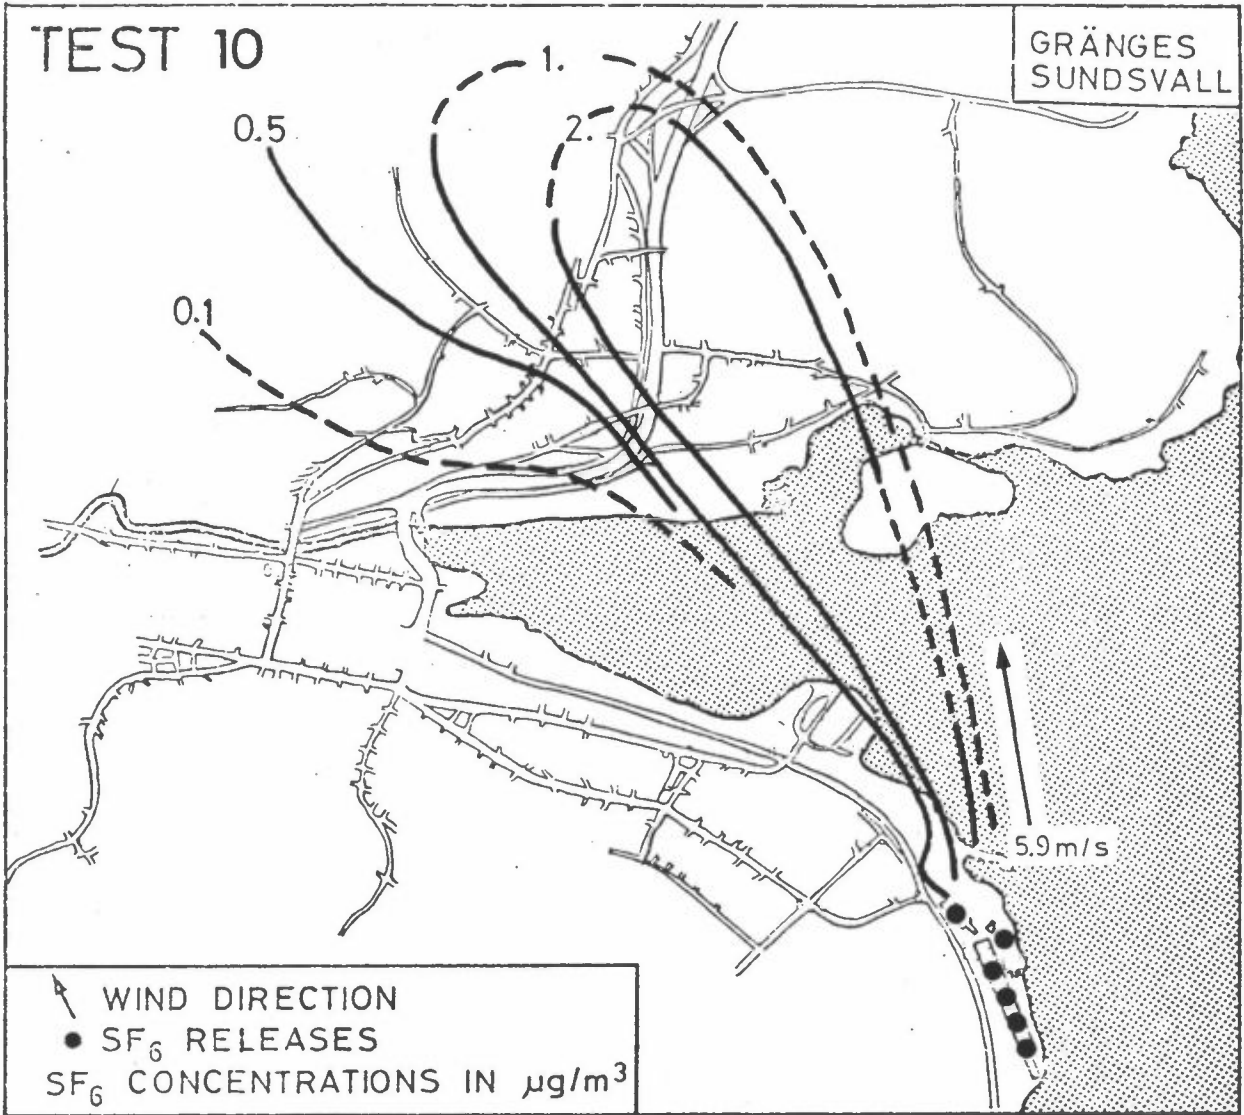 TEST 10
GRÄNGES
SUNDSVALL
1.
2.
0.5
0.1
5.9 m/s
WIND DIRECTION
SF₆ RELEASES
SF₆ CONCENTRATIONS IN µg/m³